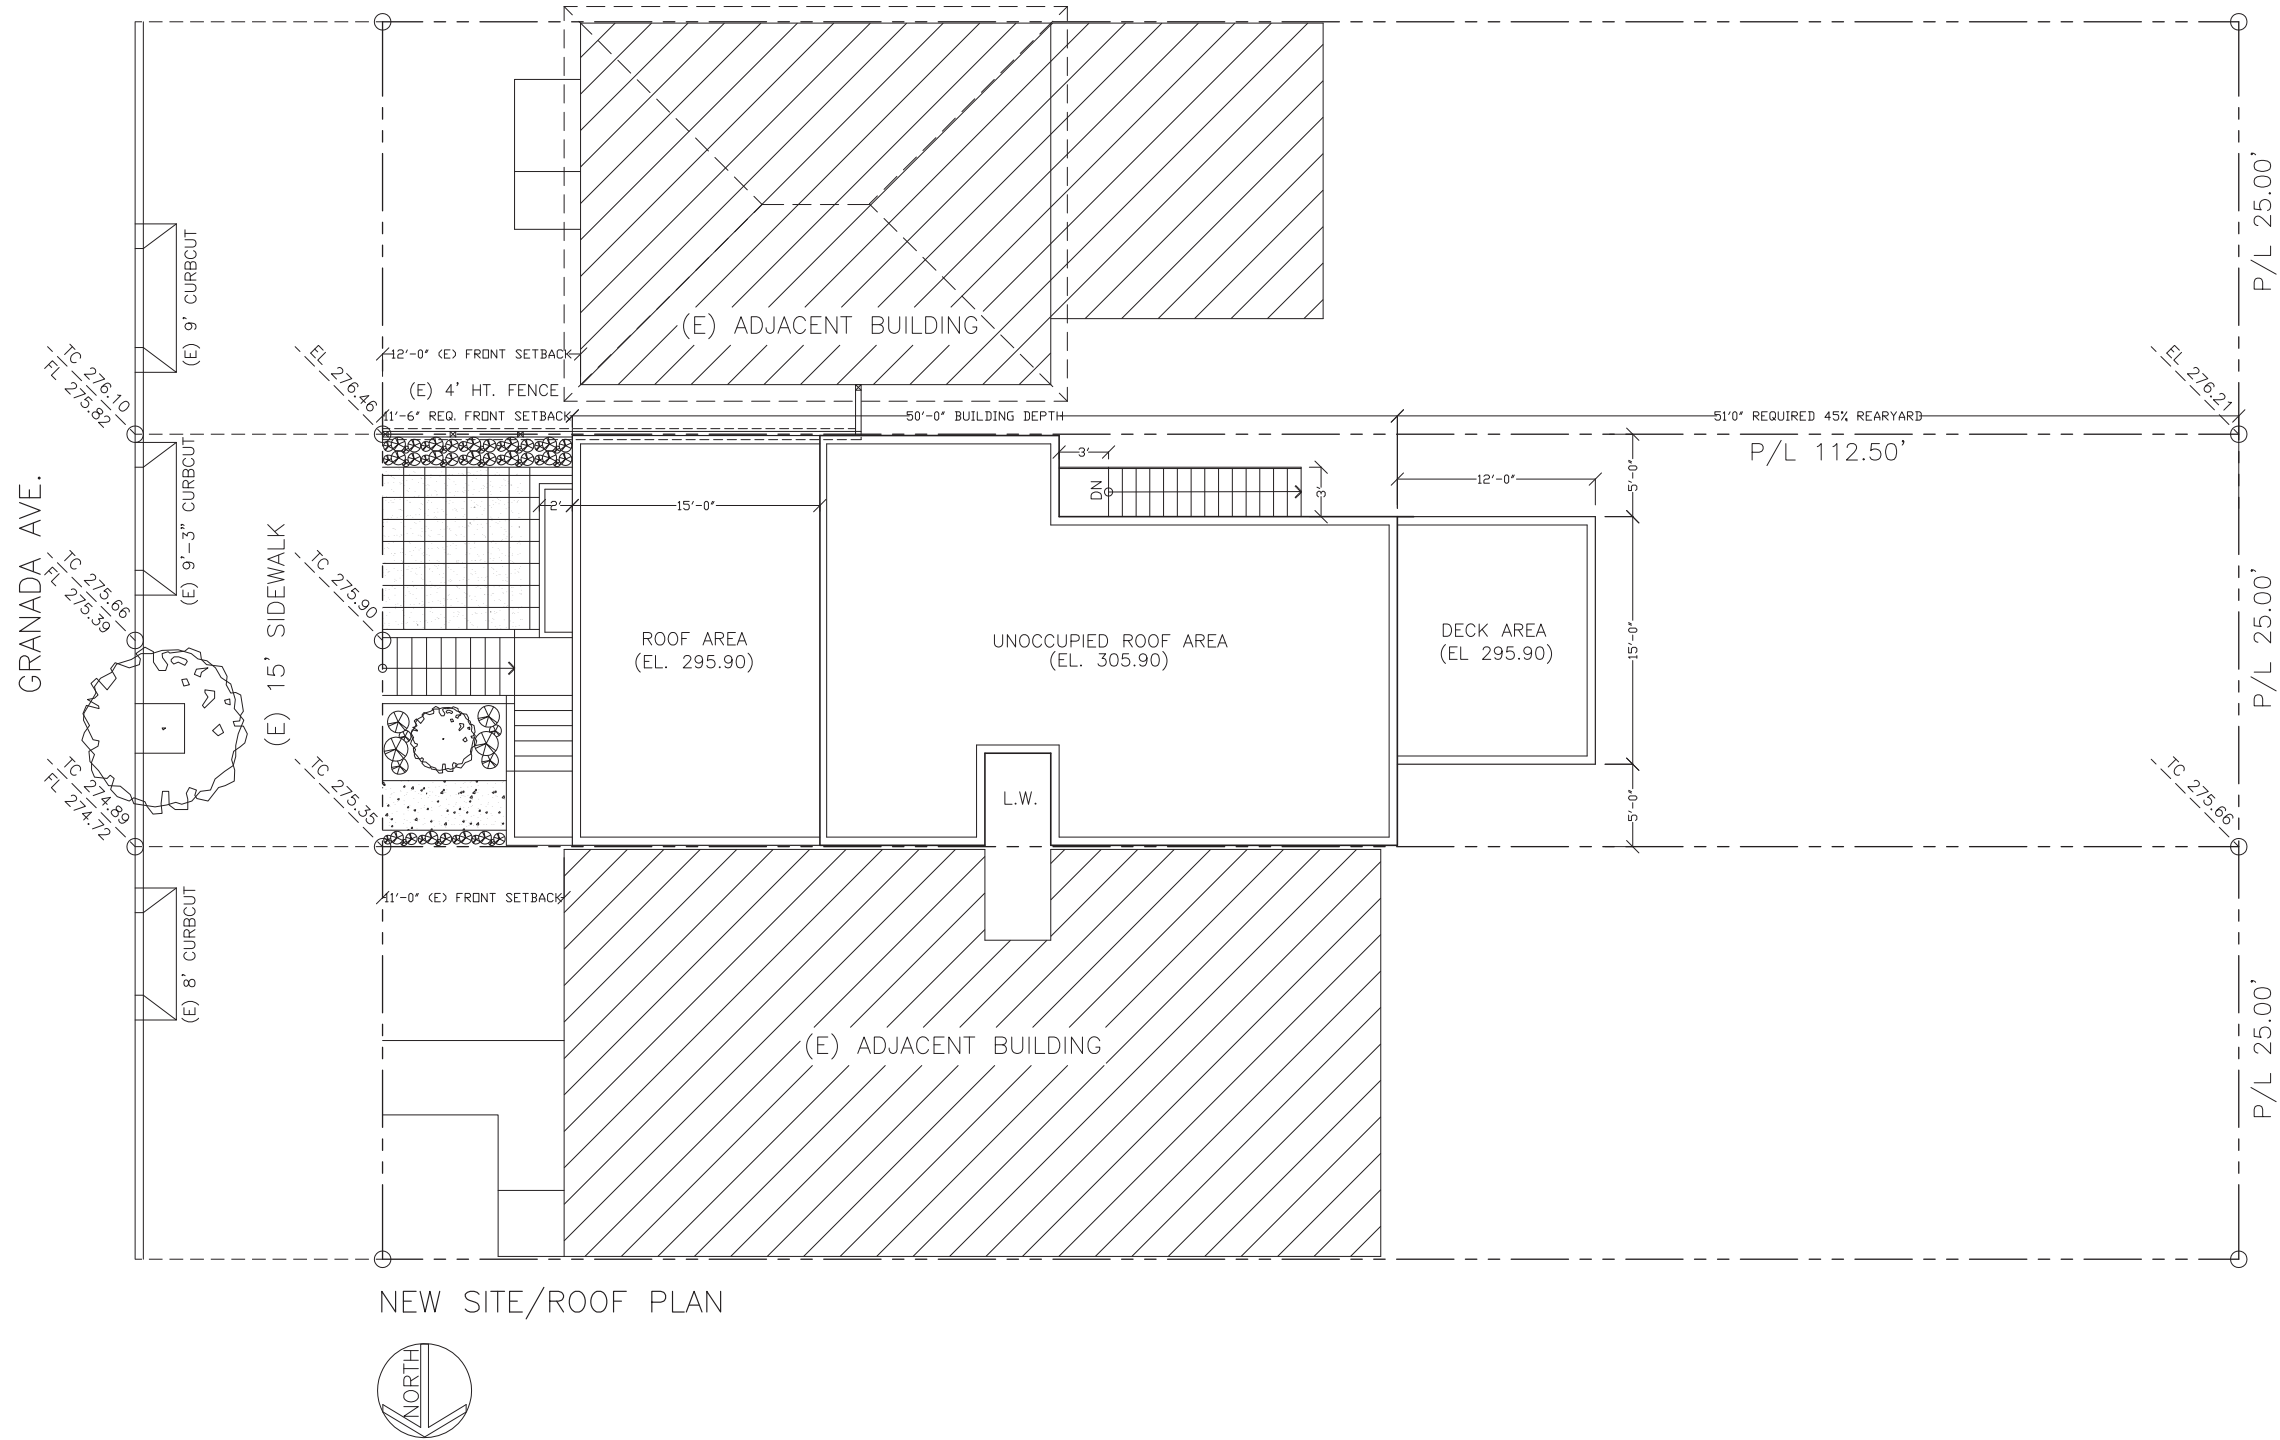 P/L 25.00'
(E) 9' CURBCUT
(E) ADJACENT BUILDING
12'-0" (E) FRONT SETBACK
(E) 4' HT. FENCE
TC 276.10
FL 275.82
EL 276.46
EL 276.21
11'-6" REQ. FRONT SETBACK
50'-0" BUILDING DEPTH
51'0" REQUIRED 45% REARYARD
P/L 112.50'
GRANADA AVE.
(E) 9'-3" CURBCUT
(E) 15' SIDEWALK
3'
DN
3'
12'-0"
5'-0"
2'
15'-0"
TC 275.66
FL 275.39
TC 275.90
ROOF AREA
(EL. 295.90)
UNOCCUPIED ROOF AREA
(EL. 305.90)
DECK AREA
(EL 295.90)
15'-0"
P/L 25.00'
TC 274.89
FL 274.72
TC 275.35
L.W.
5'-0"
TC 275.66
11'-0" (E) FRONT SETBACK
(E) 8' CURBCUT
(E) ADJACENT BUILDING
P/L 25.00'
NEW SITE/ROOF PLAN
NORTH